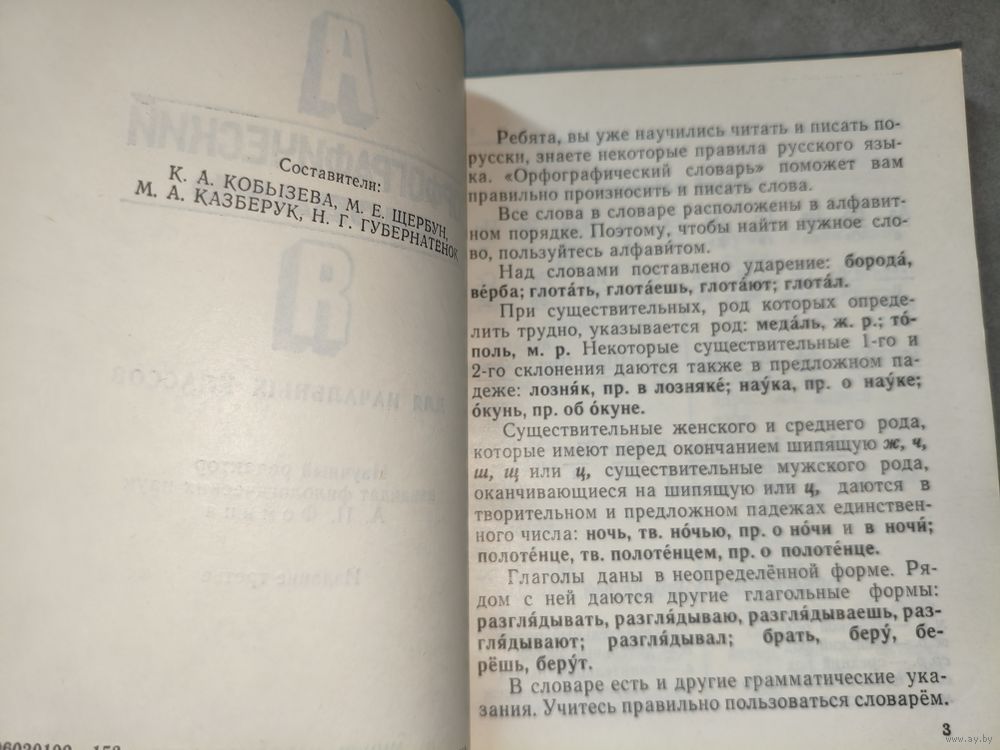 Составители:
К. А. КОБЫЗЕВА, М. Е. ЩЕРБУН,
М. А. КАЗБЕРУК, Н. Г. ГУБЕРНАТЕНОК
Ребята, вы уже научились читать и писать по-
русски, знаете некоторые правила русского язы-
ка. «Орфографический словарь» поможет вам
правильно произносить и писать слова.
Все слова в словаре расположены в алфавит-
ном порядке. Поэтому, чтобы найти нужное сло-
во, пользуйтесь алфави́том.
Над словами поставлено ударение: борода́,
ве́рба; глота́ть, глота́ешь, глота́ют; глота́л.
При существительных, род которых опреде-
лить трудно, указывается род: меда́ль, ж. р.; то́-
поль, м. р. Некоторые существительные 1-го и
2-го склонения даются также в предложном па-
деже: лозня́к, пр. в лозняке́; нау́ка, пр. о нау́ке;
о́кунь, пр. об о́куне.
Существительные женского и среднего рода,
которые имеют перед окончанием шипящую ж, ч,
ш, щ или ц, существительные мужского рода,
оканчивающиеся на шипящую или ц, даются в
творительном и предложном падежах единствен-
ного числа: ночь, тв. но́чью, пр. о но́чи и в ночи́;
полоте́нце, тв. полоте́нцем, пр. о полоте́нце.
Глаголы даны в неопределённой форме. Ря-
дом с ней даются другие глагольные формы:
разгля́дывать, разгля́дываю, разгля́дываешь, раз-
гля́дывают; разгля́дывал; брать, беру́, бе-
рёшь, беру́т.
В словаре есть и другие грамматические ука-
зания. Учитесь правильно пользоваться словарём.
3
www.ay.by